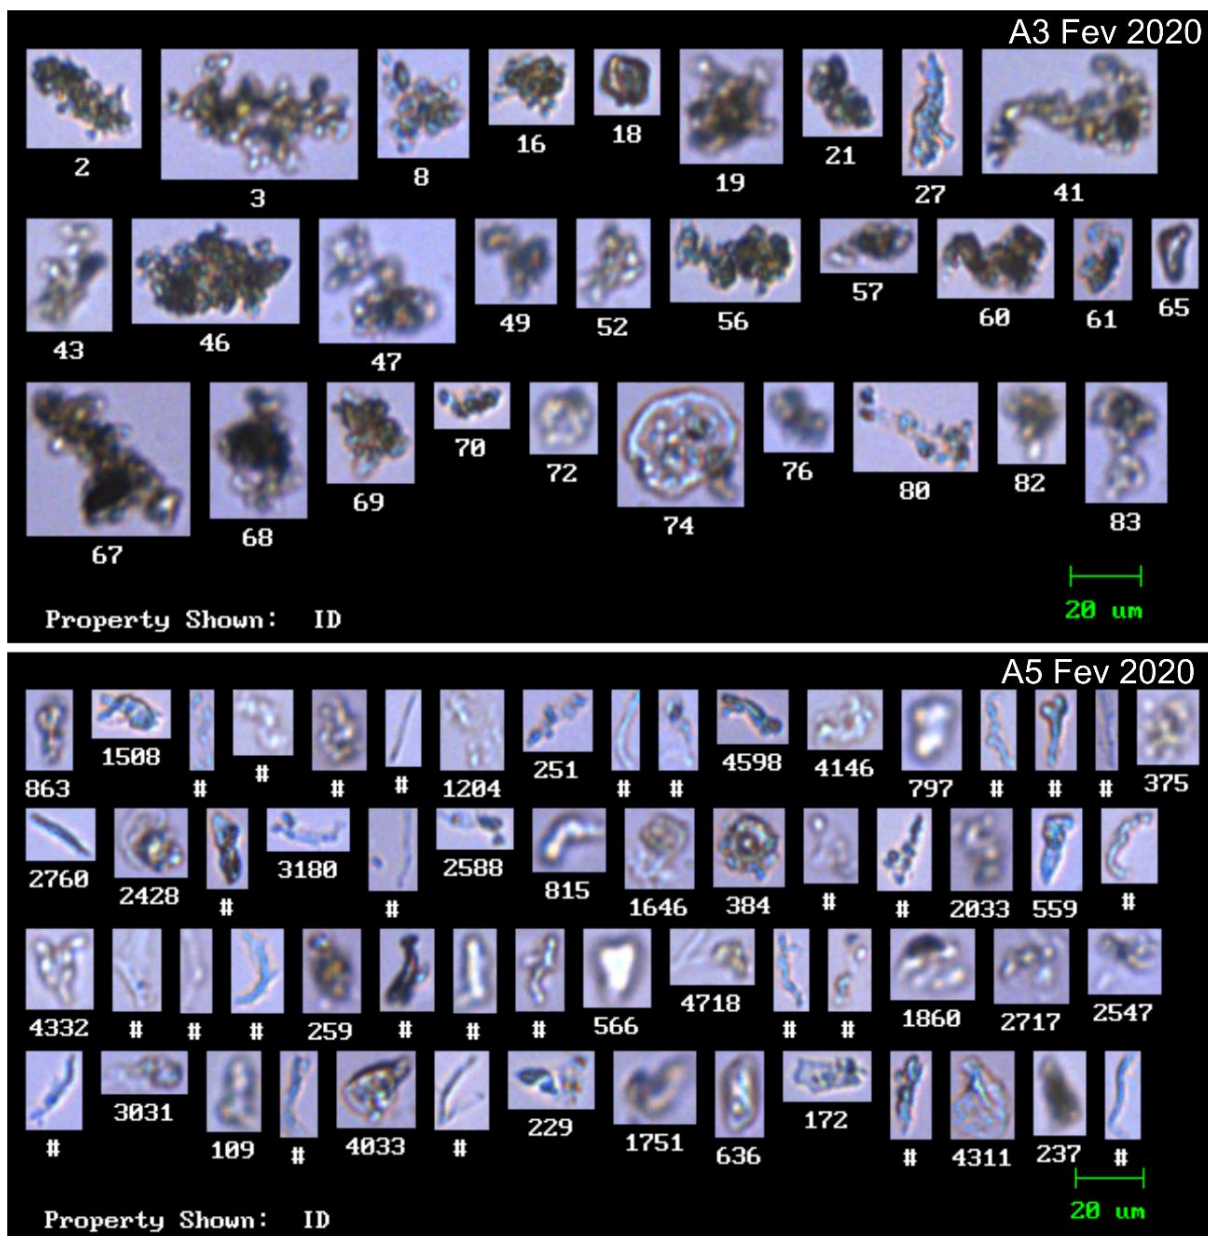 A3 Fev 2020
2 3 8 16 18 19 21 27 41
43 46 47 49 52 56 57 60 61 65
67 68 69 70 72 74 76 80 82 83
20 um
Property Shown: ID
A5 Fev 2020
863 1508 # # # # 1204 251 # # 4598 4146 797 # # # 375
2760 2428 # 3180 # 2588 815 1646 384 # # 2033 559 #
4332 # # # 259 # # # 566 4718 # # 1860 2717 2547
# 3031 109 # 4033 # 229 1751 636 172 # 4311 237 #
20 um
Property Shown: ID